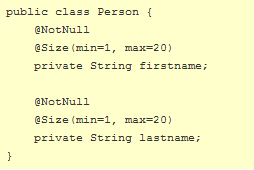 public class Person {
    @NotNull
    @Size(min=1, max=20)
    private String firstname;

    @NotNull
    @Size(min=1, max=20)
    private String lastname;
}